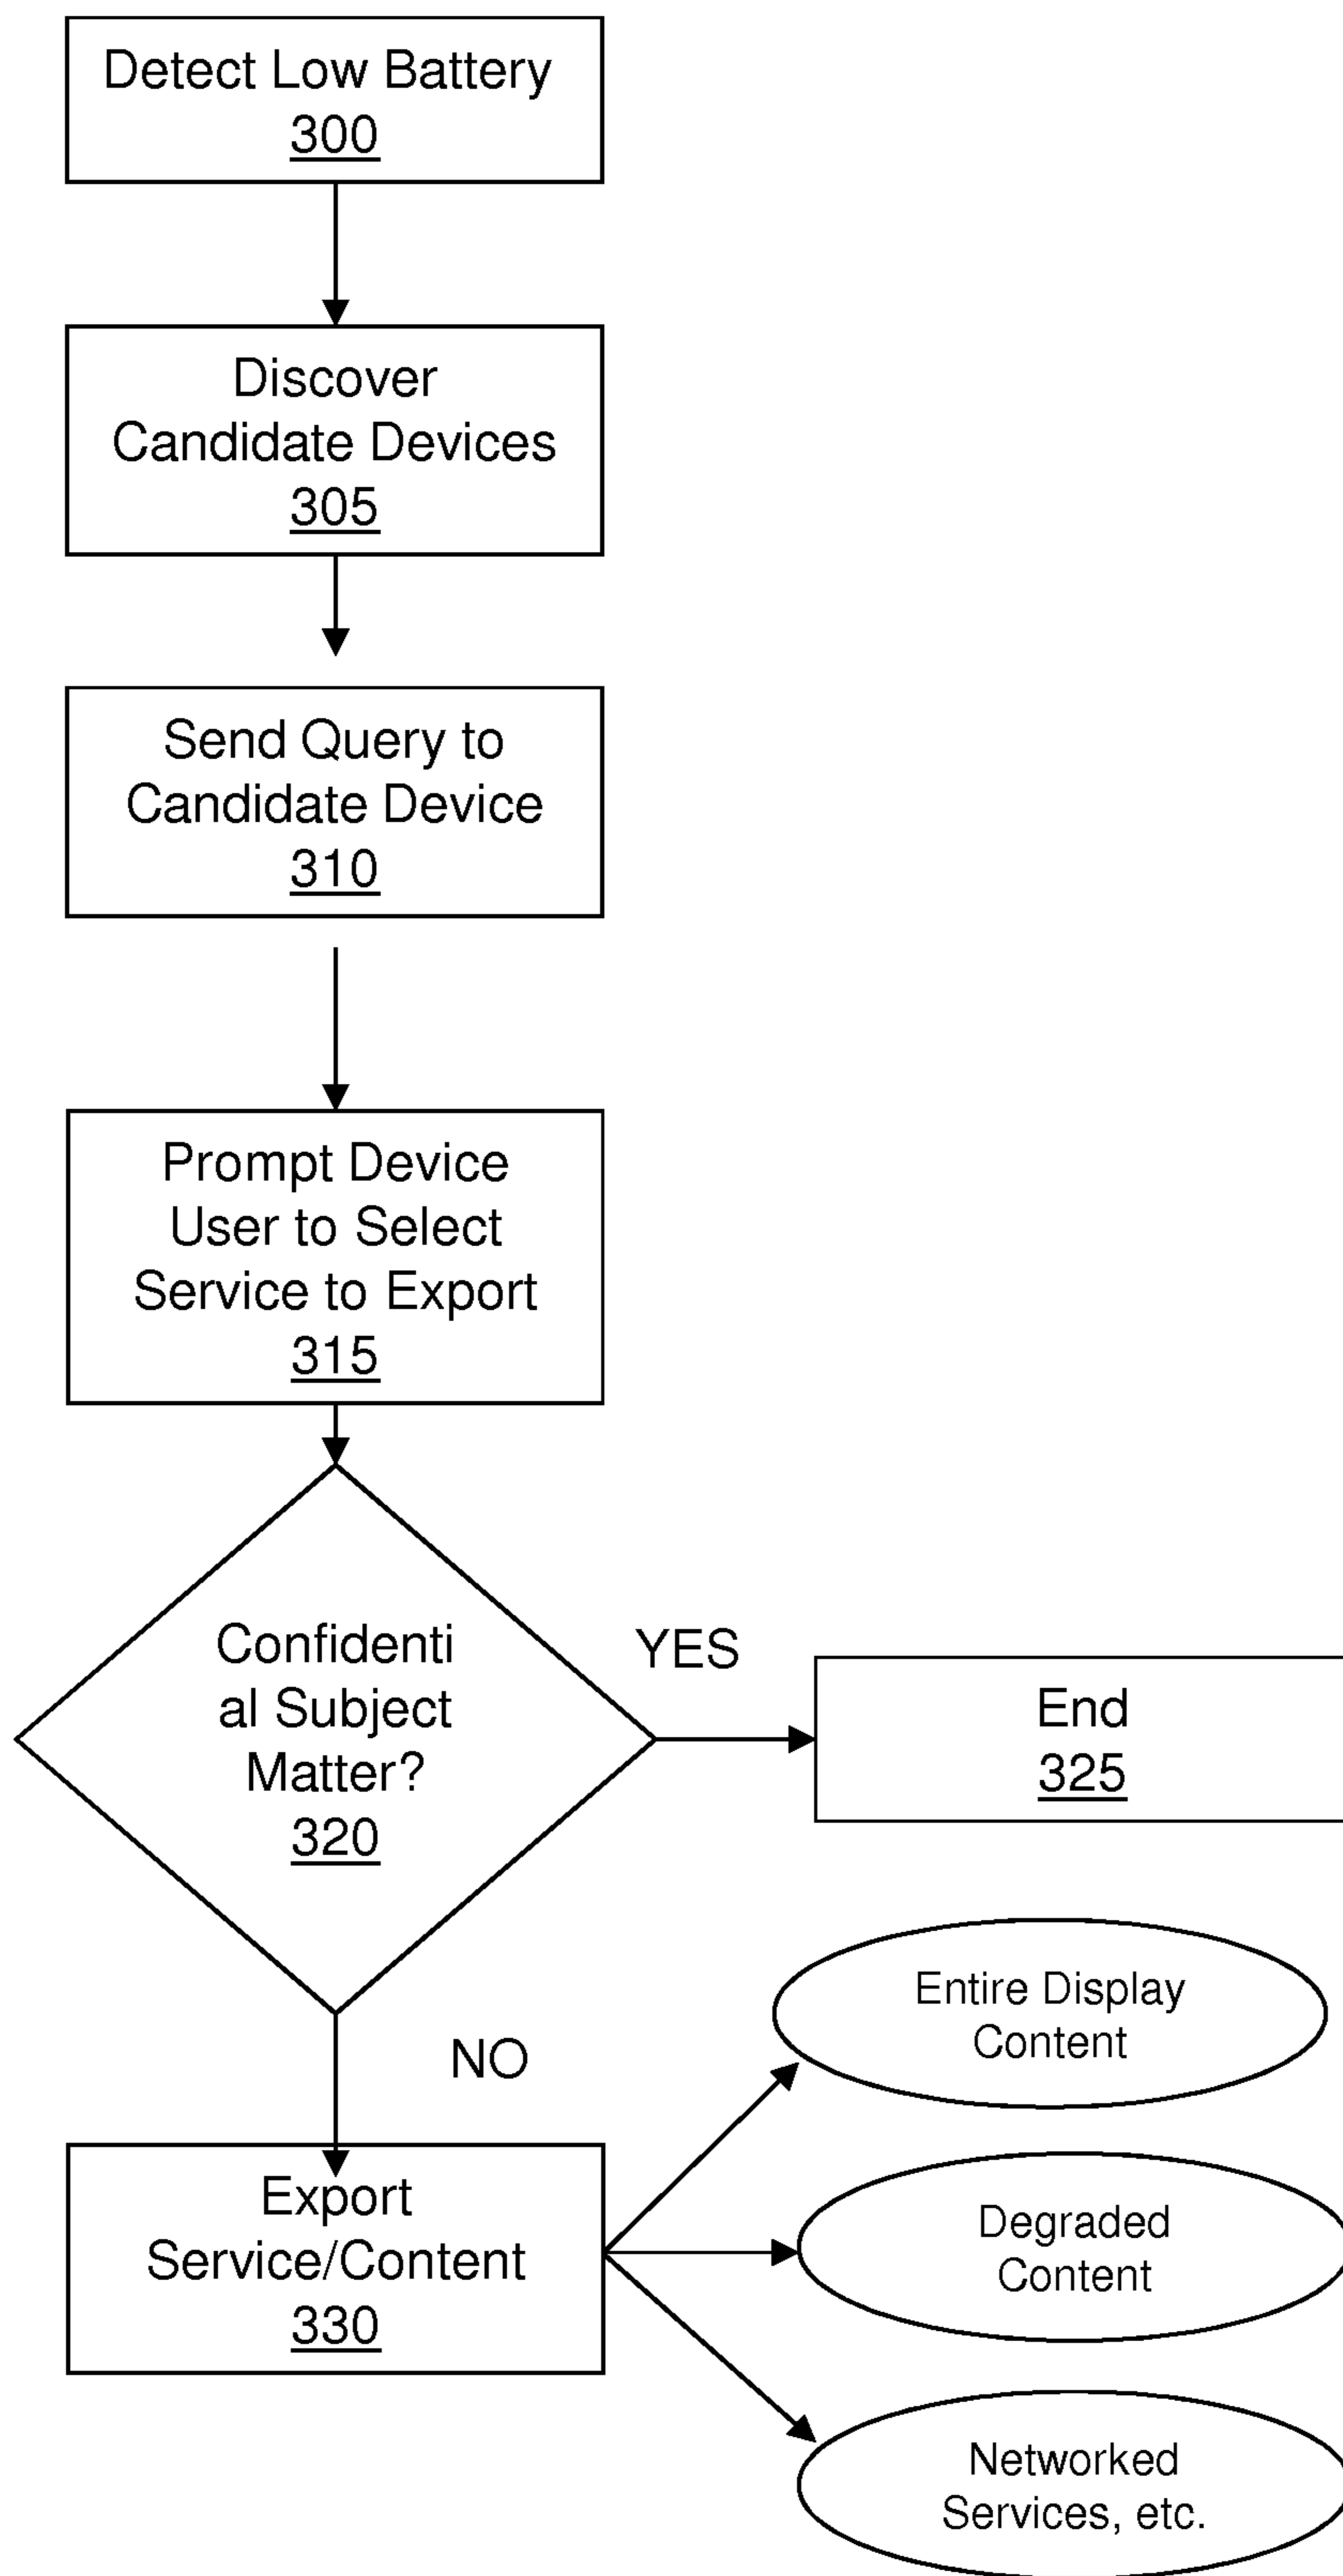 Detect Low Battery
300
Discover
Candidate Devices
305
Send Query to
Candidate Device
310
Prompt Device
User to Select
Service to Export
315
Confidenti
al Subject
Matter?
320
YES
End
325
NO
Export
Service/Content
330
Entire Display
Content
Degraded
Content
Networked
Services, etc.